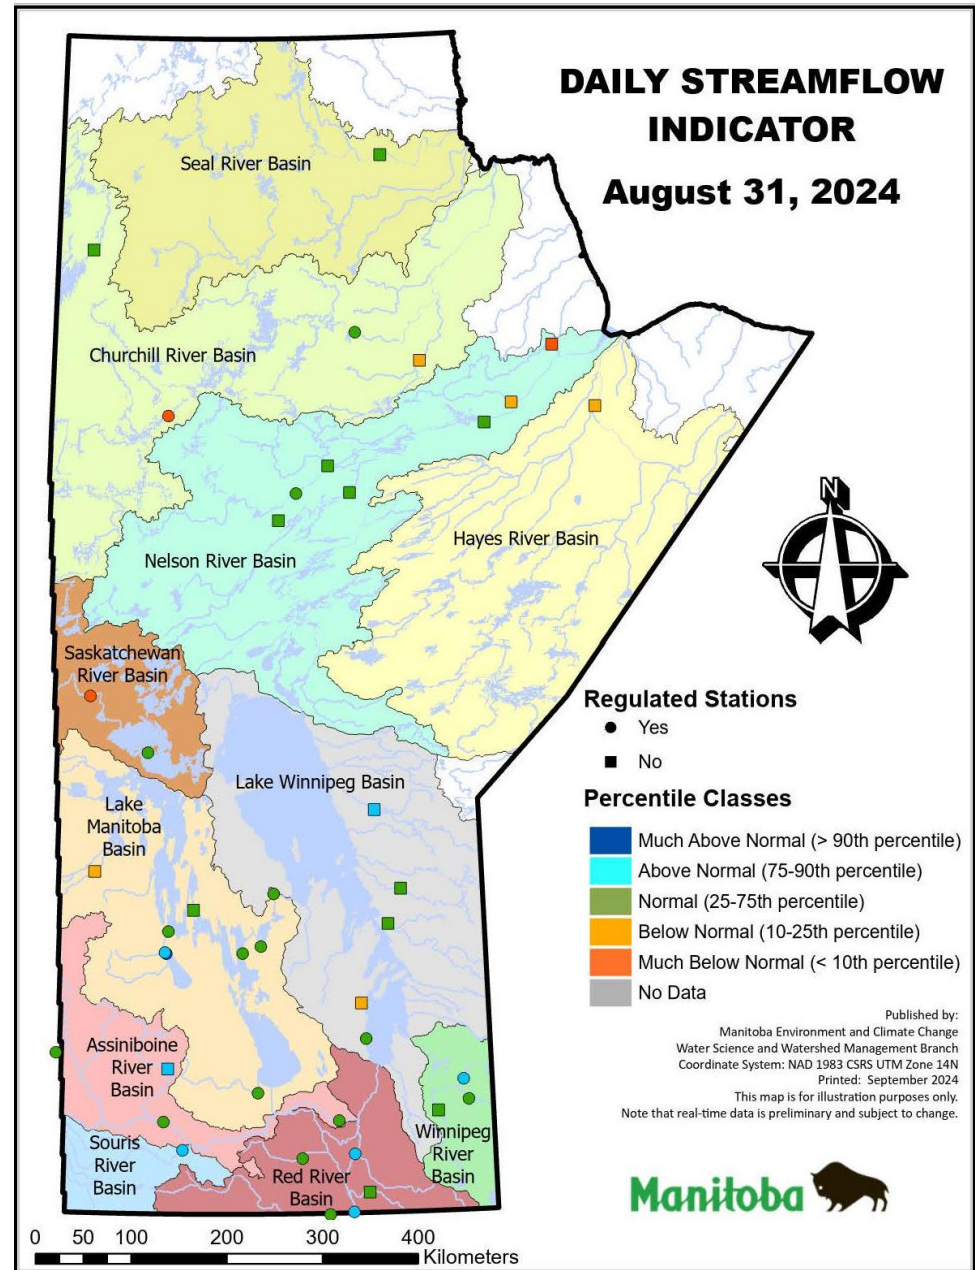 DAILY STREAMFLOW
INDICATOR
August 31, 2024
Seal River Basin
Churchill River Basin
Nelson River Basin
Hayes River Basin
Saskatchewan
River Basin
Lake Winnipeg Basin
Lake
Manitoba
Basin
Assiniboine
River
Basin
Souris
River
Basin
Red River
Basin
Winnipeg
River
Basin
N
Regulated Stations
Yes
No
Percentile Classes
Much Above Normal (> 90th percentile)
Above Normal (75-90th percentile)
Normal (25-75th percentile)
Below Normal (10-25th percentile)
Much Below Normal (< 10th percentile)
No Data
Published by:
Manitoba Environment and Climate Change
Water Science and Watershed Management Branch
Coordinate System: NAD 1983 CSRS UTM Zone 14N
Printed: September 2024
This map is for illustration purposes only.
Note that real-time data is preliminary and subject to change.
Manitoba
0 50 100 200 300 400
Kilometers